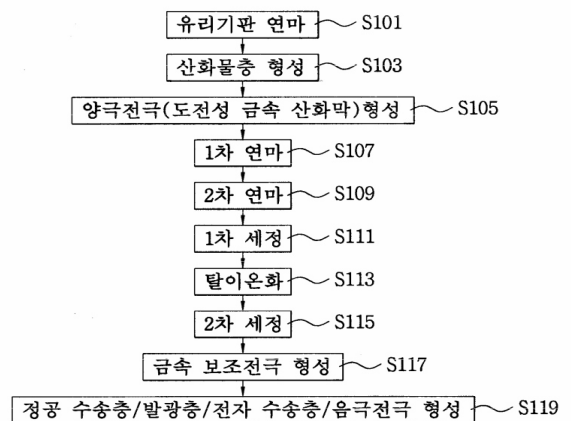 유리기판 연마 S101
산화물층 형성 S103
양극전극(도전성 금속 산화막)형성 S105
1차 연마 S107
2차 연마 S109
1차 세정 S111
탈이온화 S113
2차 세정 S115
금속 보조전극 형성 S117
정공 수송층/발광층/전자 수송층/음극전극 형성 S119